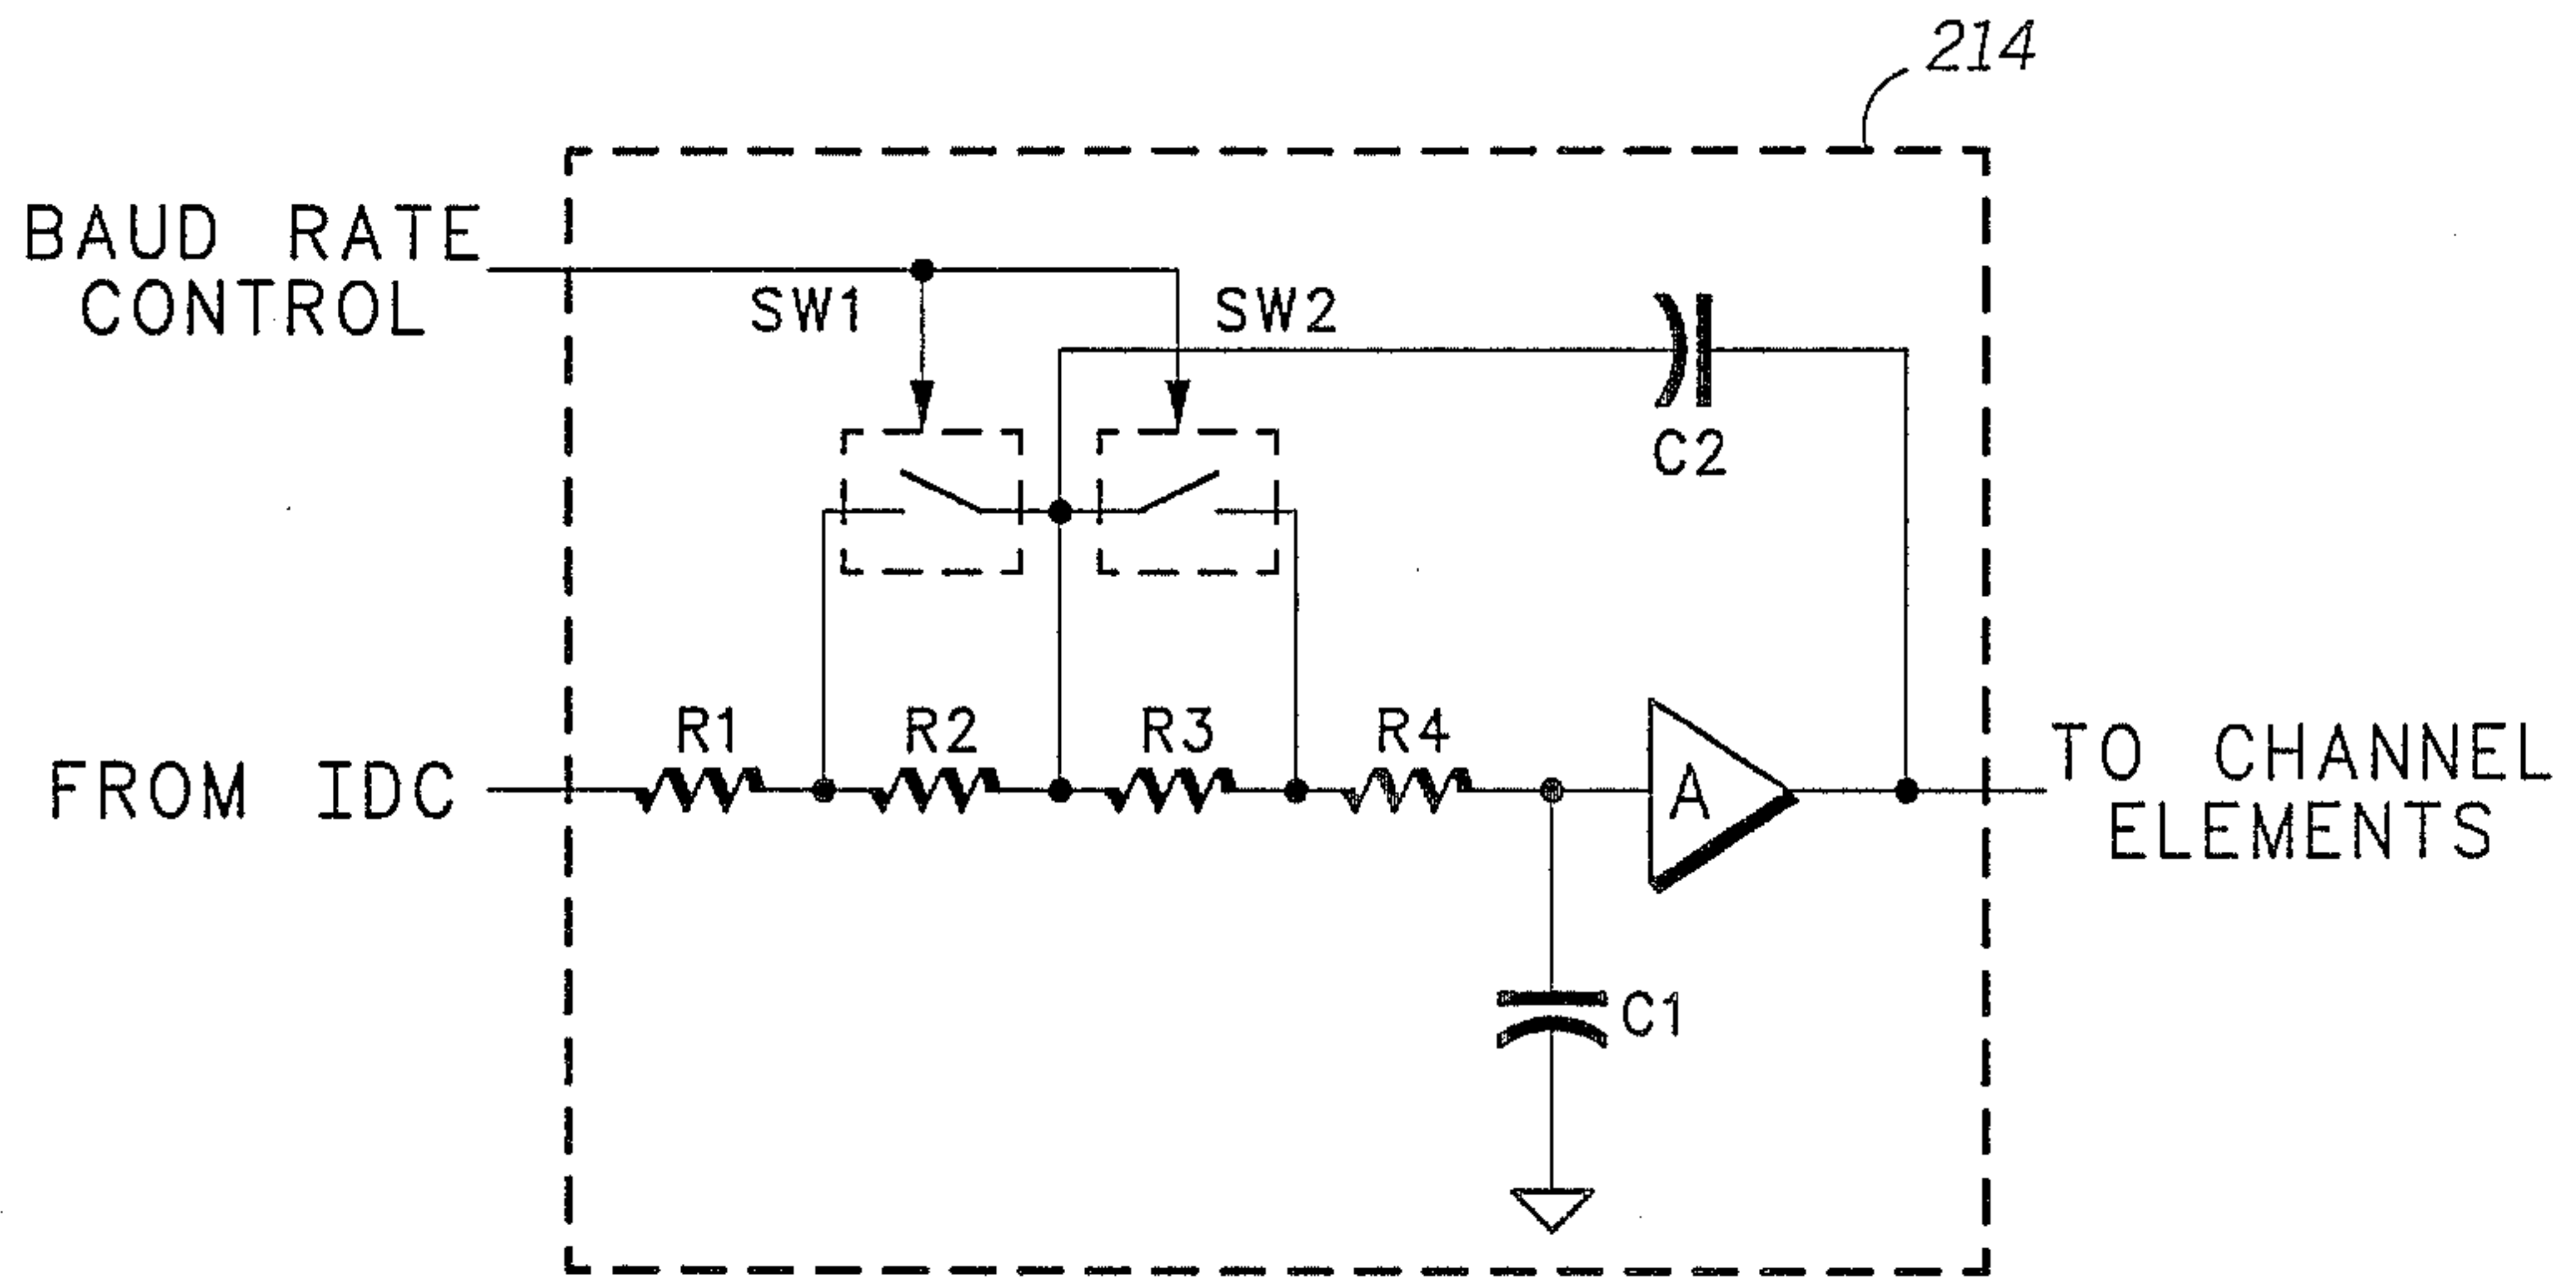 214
BAUD RATE
CONTROL
SW1
SW2
C2
R1
R2
R3
R4
FROM IDC
A
TO CHANNEL
ELEMENTS
C1